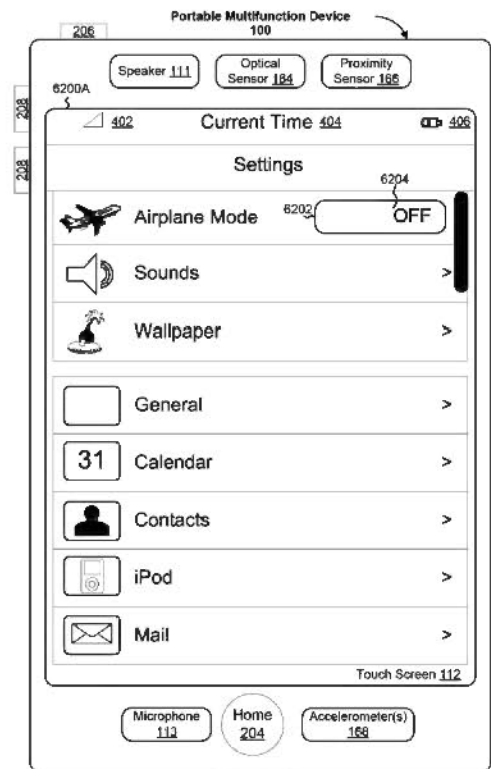 Portable Multifunction Device
100
206
Speaker 111
Optical
Sensor 164
Proximity
Sensor 166
6200A
208
402
Current Time 404
406
Settings
208
6204
Airplane Mode
6202
OFF
Sounds
>
Wallpaper
>
General
>
31
Calendar
>
Contacts
>
iPod
>
Mail
>
Touch Screen 112
Microphone
113
Home
204
Accelerometer(s)
168